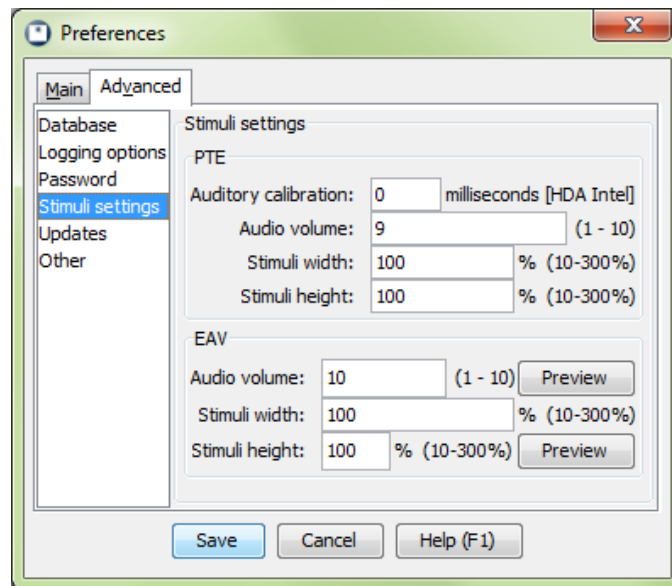 Preferences
Main Advanced
Database
Logging options
Password
Stimuli settings
Updates
Other
Stimuli settings
PTE
Auditory calibration: 0 milliseconds [HDA Intel]
Audio volume: 9 (1 - 10)
Stimuli width: 100 % (10-300%)
Stimuli height: 100 % (10-300%)
EAV
Audio volume: 10 (1 - 10) Preview
Stimuli width: 100 % (10-300%)
Stimuli height: 100 % (10-300%) Preview
Save Cancel Help (F1)